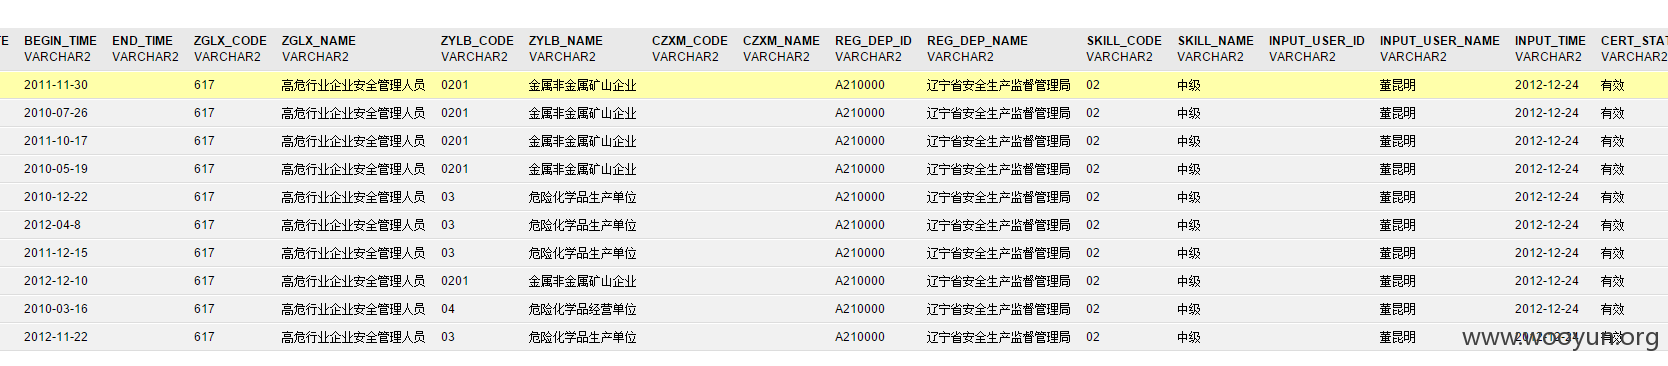 TE BEGIN_TIME END_TIME ZGLX_CODE ZGLX_NAME ZYLB_CODE ZYLB_NAME CZXM_CODE CZXM_NAME REG_DEP_ID REG_DEP_NAME SKILL_CODE SKILL_NAME INPUT_USER_ID INPUT_USER_NAME INPUT_TIME CERT_STAT
VARCHAR2 VARCHAR2 VARCHAR2 VARCHAR2 VARCHAR2 VARCHAR2 VARCHAR2 VARCHAR2 VARCHAR2 VARCHAR2 VARCHAR2 VARCHAR2 VARCHAR2 VARCHAR2 VARCHAR2 VARCHAR2
2011-11-30 617 高危行业企业安全管理人员 0201 金属非金属矿山企业 A210000 辽宁省安全生产监督管理局 02 中级 董昆明 2012-12-24 有效
2010-07-26 617 高危行业企业安全管理人员 0201 金属非金属矿山企业 A210000 辽宁省安全生产监督管理局 02 中级 董昆明 2012-12-24 有效
2011-10-17 617 高危行业企业安全管理人员 0201 金属非金属矿山企业 A210000 辽宁省安全生产监督管理局 02 中级 董昆明 2012-12-24 有效
2010-05-19 617 高危行业企业安全管理人员 0201 金属非金属矿山企业 A210000 辽宁省安全生产监督管理局 02 中级 董昆明 2012-12-24 有效
2010-12-22 617 高危行业企业安全管理人员 03 危险化学品生产单位 A210000 辽宁省安全生产监督管理局 02 中级 董昆明 2012-12-24 有效
2012-04-8 617 高危行业企业安全管理人员 03 危险化学品生产单位 A210000 辽宁省安全生产监督管理局 02 中级 董昆明 2012-12-24 有效
2011-12-15 617 高危行业企业安全管理人员 03 危险化学品生产单位 A210000 辽宁省安全生产监督管理局 02 中级 董昆明 2012-12-24 有效
2012-12-10 617 高危行业企业安全管理人员 0201 金属非金属矿山企业 A210000 辽宁省安全生产监督管理局 02 中级 董昆明 2012-12-24 有效
2010-03-16 617 高危行业企业安全管理人员 04 危险化学品经营单位 A210000 辽宁省安全生产监督管理局 02 中级 董昆明 2012-12-24 有效
2012-11-22 617 高危行业企业安全管理人员 03 危险化学品生产单位 A210000 辽宁省安全生产监督管理局 02 中级 董昆明 2012-12-24 有效
www.wooyun.org